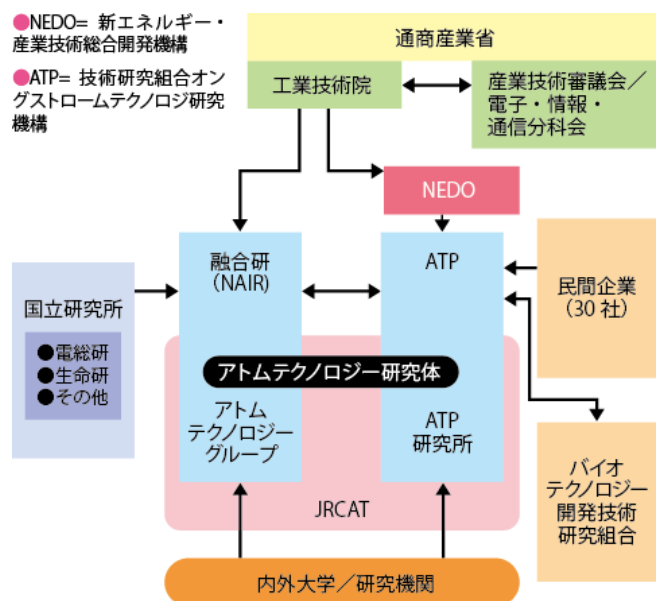 ●NEDO= 新エネルギー・
産業技術総合開発機構
●ATP= 技術研究組合オン
グストロームテクノロジ研究
機構
通商産業省
工業技術院
産業技術審議会／
電子・情報・
通信分科会
NEDO
融合研
(NAIR)
ATP
民間企業
(30 社)
国立研究所
●電総研
●生命研
●その他
アトムテクノロジー研究体
アトム
テクノロジー
グループ
ATP
研究所
JRCAT
バイオ
テクノロジー
開発技術
研究組合
内外大学／研究機関